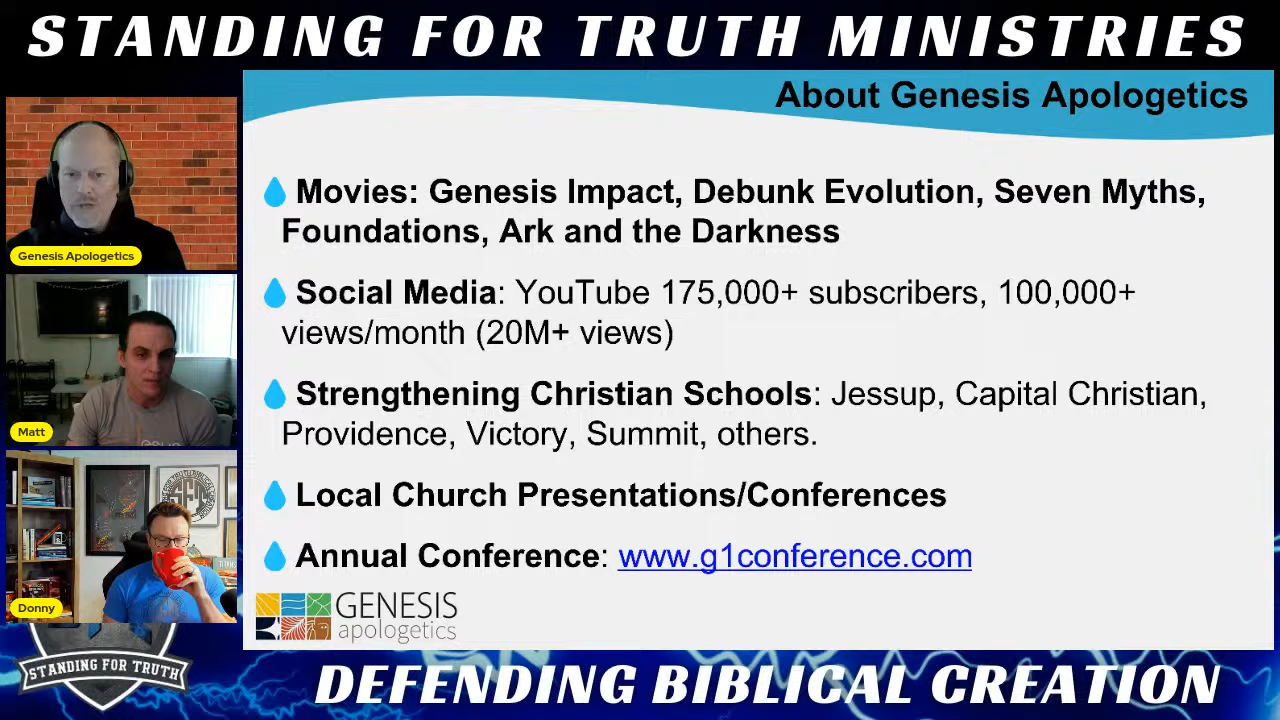 STANDING FOR TRUTH MINISTRIES
About Genesis Apologetics
Movies: Genesis Impact, Debunk Evolution, Seven Myths,
Foundations, Ark and the Darkness
Social Media: YouTube 175,000+ subscribers, 100,000+
views/month (20M+ views)
Strengthening Christian Schools: Jessup, Capital Christian,
Providence, Victory, Summit, others.
Local Church Presentations/Conferences
Annual Conference: www.g1conference.com
GENESIS
apologetics
Genesis Apologetics
Matt
SFT
Donny
STANDING FOR TRUTH
DEFENDING BIBLICAL CREATION